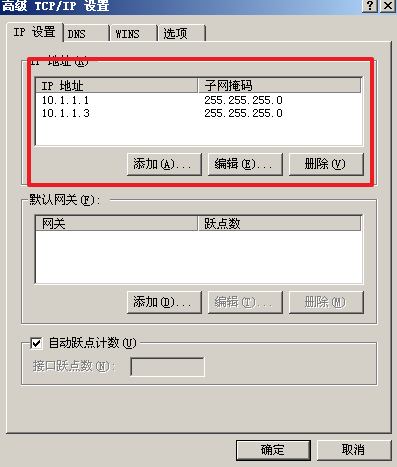 高级 TCP/IP 设置
IP 设置 DNS WINS 选项
IP 地址(R)
IP 地址 子网掩码
10.1.1.1 255.255.255.0
10.1.1.3 255.255.255.0
添加(A)... 编辑(E)... 删除(V)
默认网关(F):
网关 跃点数
添加(D)... 编辑(T)... 删除(M)
自动跃点计数(U)
接口跃点数(N):
确定 取消